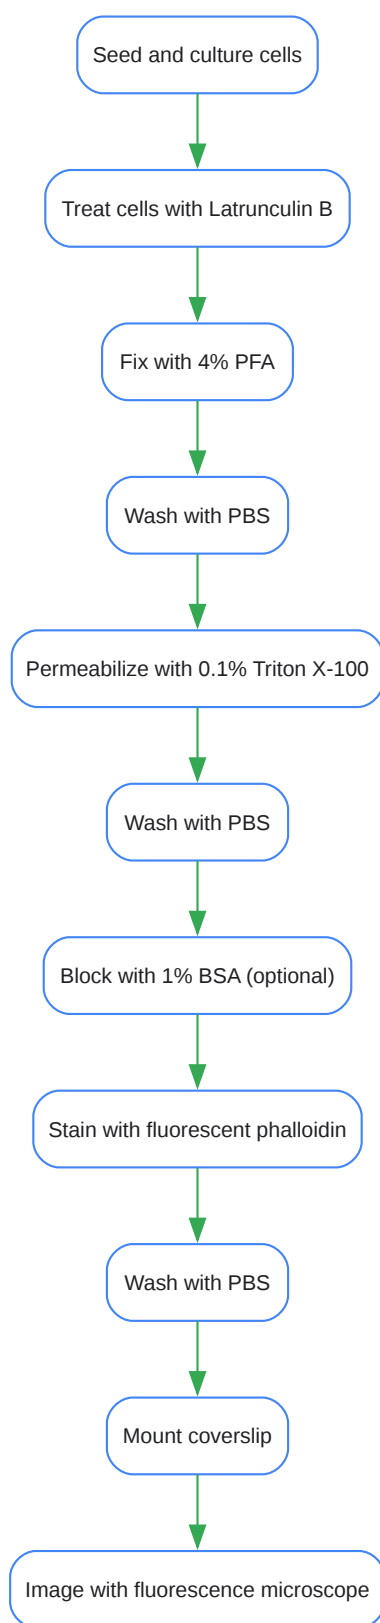 Seed and culture cells
Treat cells with Latrunculin B
Fix with 4% PFA
Wash with PBS
Permeabilize with 0.1% Triton X-100
Wash with PBS
Block with 1% BSA (optional)
Stain with fluorescent phalloidin
Wash with PBS
Mount coverslip
Image with fluorescence microscope